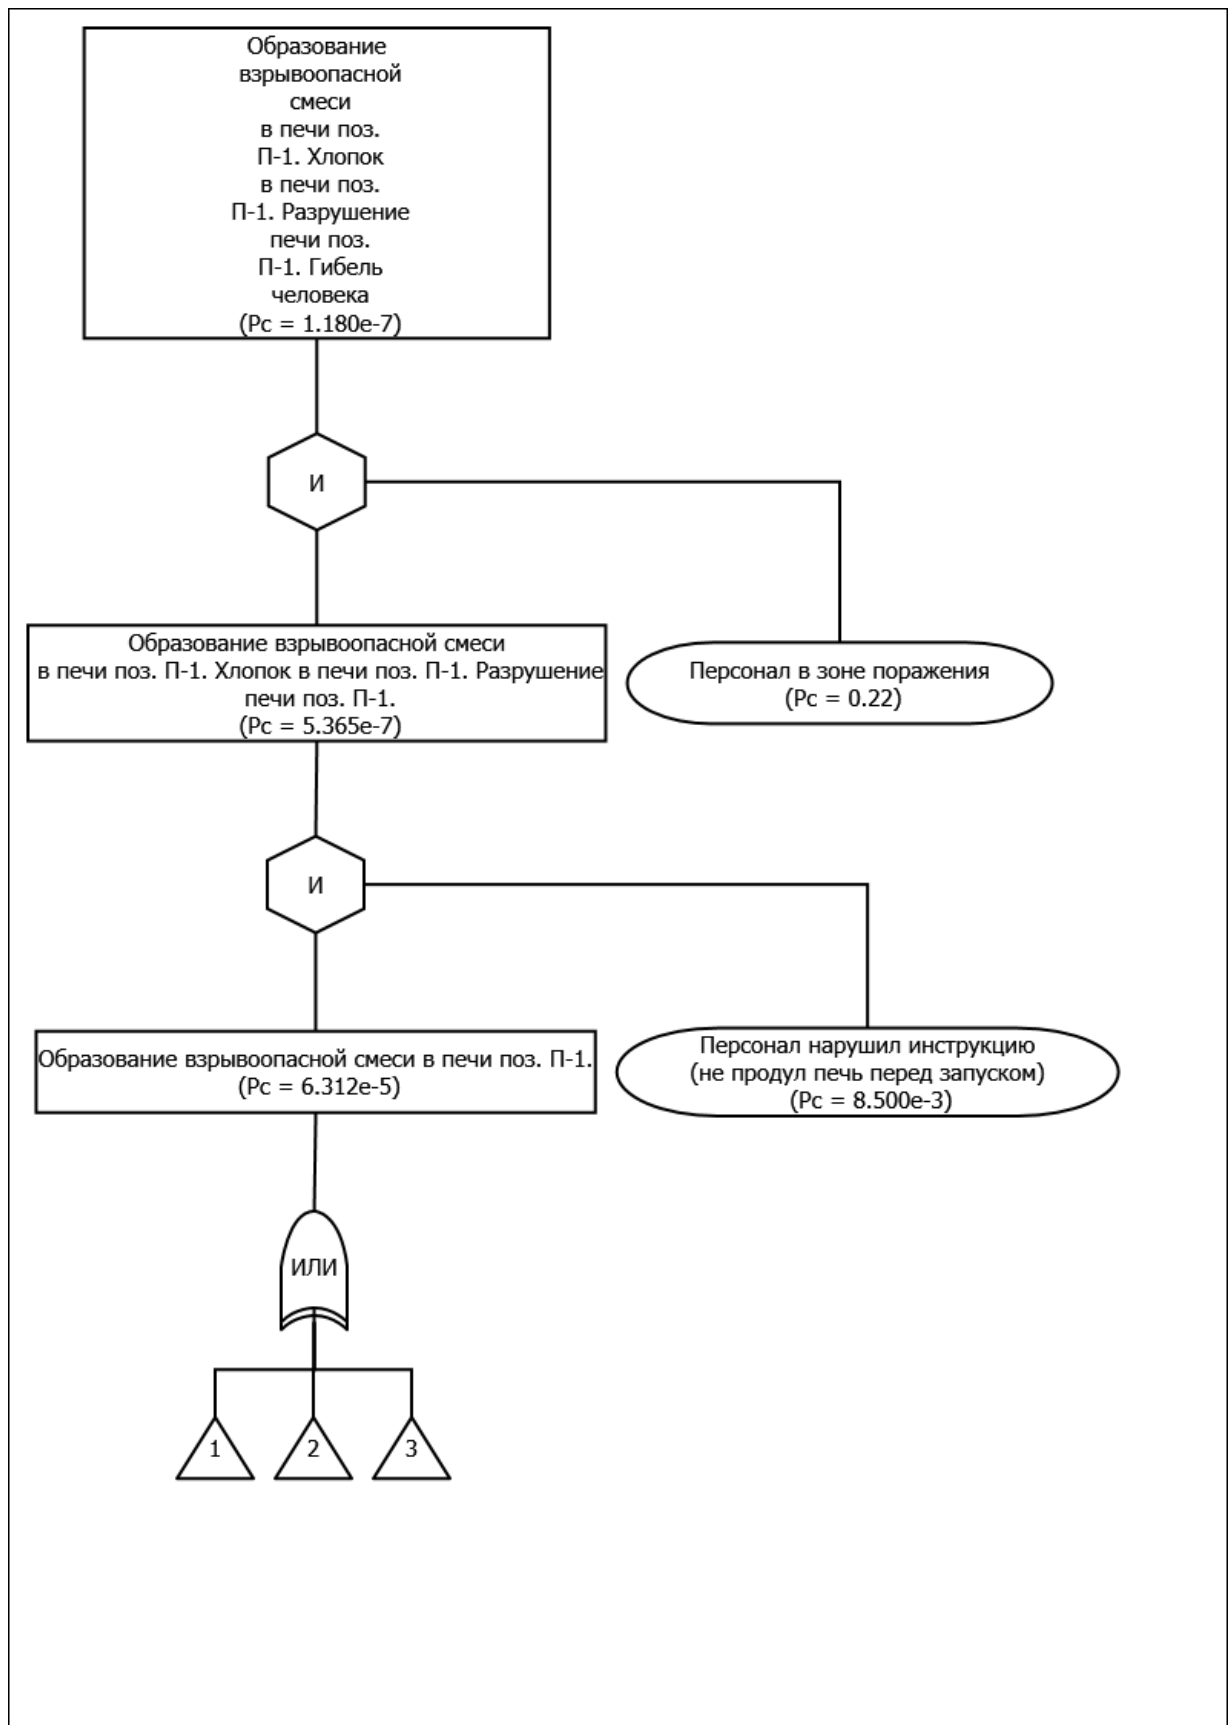 Образование
взрывоопасной
смеси
в печи поз.
П-1. Хлопок
в печи поз.
П-1. Разрушение
печи поз.
П-1. Гибель
человека
(Pc = 1.180e-7)
И
Образование взрывоопасной смеси
в печи поз. П-1. Хлопок в печи поз. П-1. Разрушение
печи поз. П-1.
(Pc = 5.365e-7)
Персонал в зоне поражения
(Pc = 0.22)
И
Образование взрывоопасной смеси в печи поз. П-1.
(Pc = 6.312e-5)
Персонал нарушил инструкцию
(не продул печь перед запуском)
(Pc = 8.500e-3)
ИЛИ
1
2
3